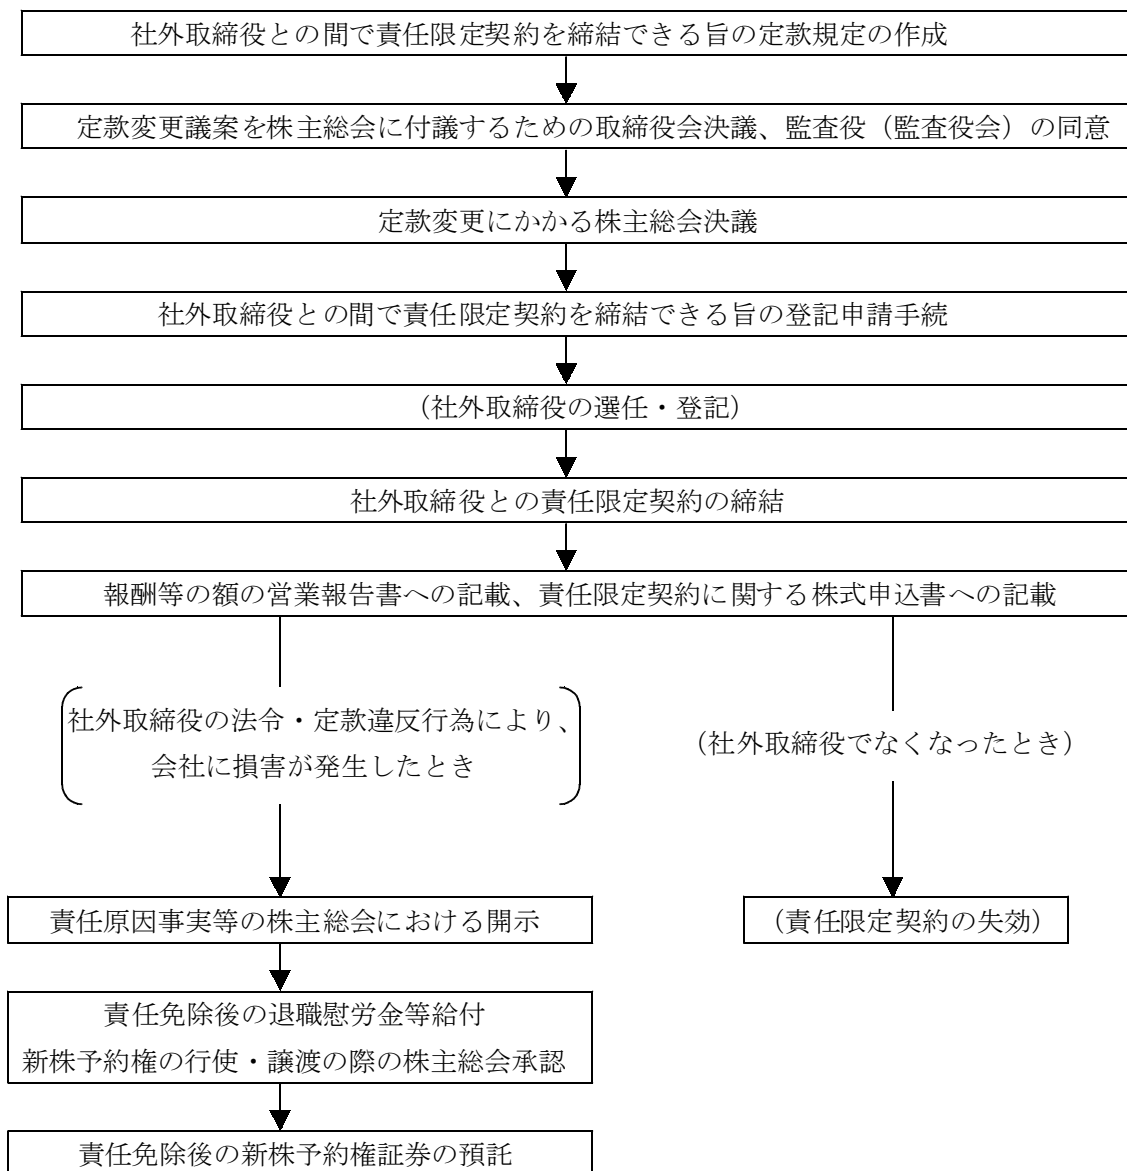 社外取締役との間で責任限定契約を締結できる旨の定款規定の作成
定款変更議案を株主総会に付議するための取締役会決議、監査役（監査役会）の同意
定款変更にかかる株主総会決議
社外取締役との間で責任限定契約を締結できる旨の登記申請手続
（社外取締役の選任・登記）
社外取締役との責任限定契約の締結
報酬等の額の営業報告書への記載、責任限定契約に関する株式申込書への記載
社外取締役の法令・定款違反行為により、
会社に損害が発生したとき
（社外取締役でなくなったとき）
責任原因事実等の株主総会における開示
（責任限定契約の失効）
責任免除後の退職慰労金等給付
新株予約権の行使・譲渡の際の株主総会承認
責任免除後の新株予約権証券の預託